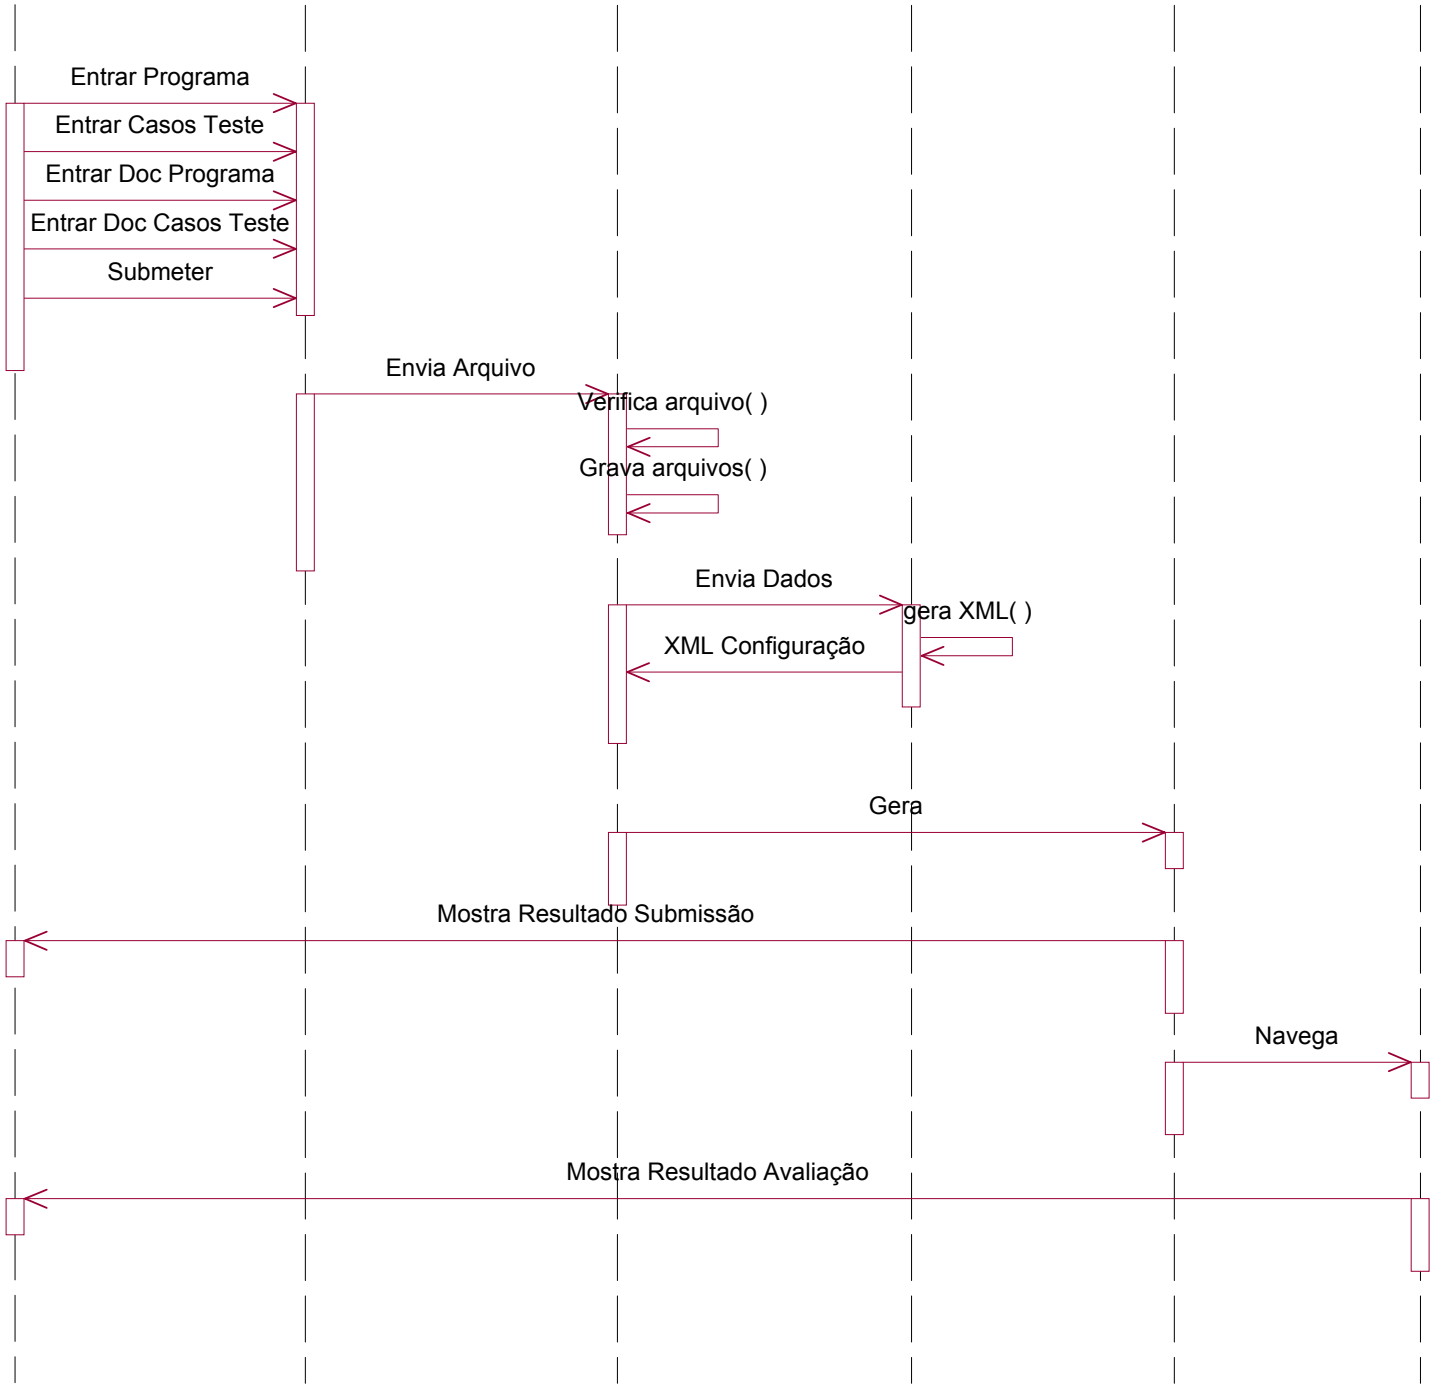 Entrar Programa
Entrar Casos Teste
Entrar Doc Programa
Entrar Doc Casos Teste
Submeter
Envia Arquivo
Verifica arquivo( )
Grava arquivos( )
Envia Dados
gera XML( )
XML Configuração
Gera
Mostra Resultado Submissão
Navega
Mostra Resultado Avaliação